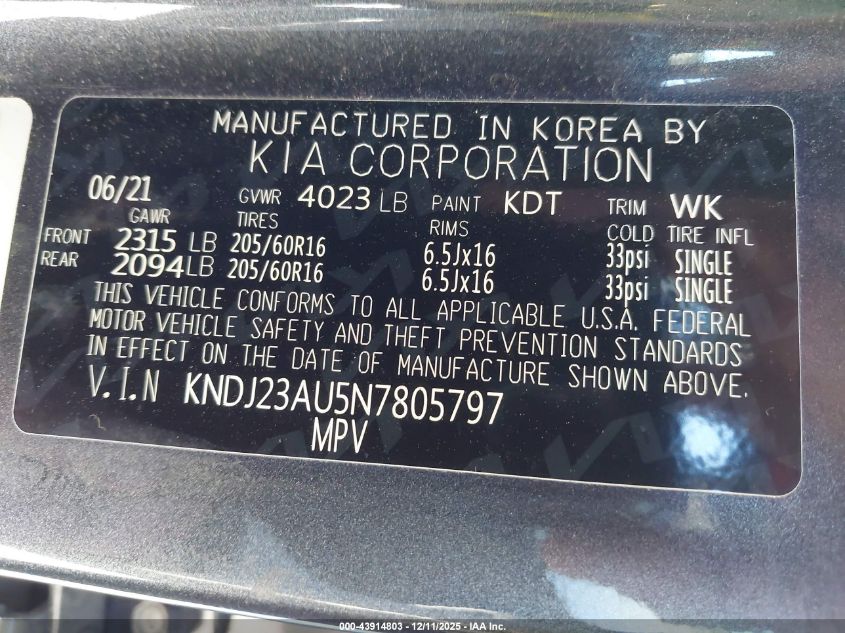 MANUFACTURED IN KOREA BY
KIA CORPORATION
06/21 GVWR 4023 LB PAINT KDT TRIM WK
GAWR TIRES RIMS COLD TIRE INFL
FRONT 2315 LB 205/60R16 6.5Jx16 33psi SINGLE
REAR 2094 LB 205/60R16 6.5Jx16 33psi SINGLE
THIS VEHICLE CONFORMS TO ALL APPLICABLE U.S.A. FEDERAL
MOTOR VEHICLE SAFETY AND THEFT PREVENTION STANDARDS
IN EFFECT ON THE DATE OF MANUFACTURE SHOWN ABOVE.
V.I.N KNDJ23AU5N7805797
MPV
000-43914803 - 12/11/2025 - IAA Inc.